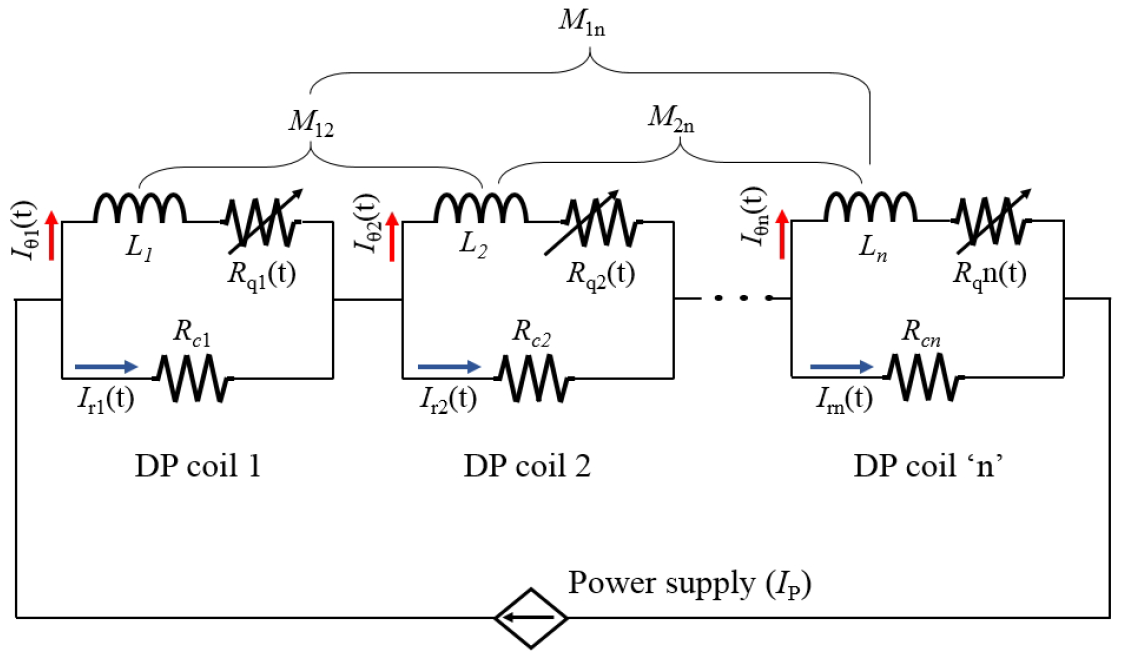 M1n
M12
M2n
Iθ1(t)
L1
Rq1(t)
Iθ2(t)
L2
Rq2(t)
Iθn(t)
Ln
Rqn(t)
Rc1
Rc2
Rcn
Ir1(t)
Ir2(t)
Irn(t)
DP coil 1
DP coil 2
DP coil ‘n’
Power supply (IP)